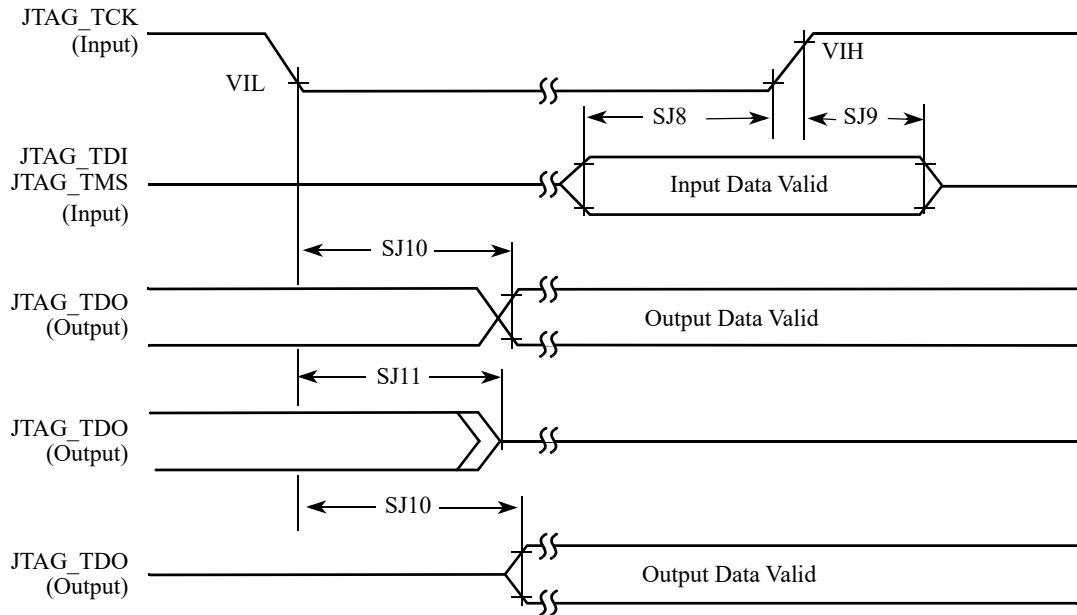 JTAG_TCK
(Input)
VIH
VIL
SJ8
SJ9
JTAG_TDI
JTAG_TMS
(Input)
Input Data Valid
SJ10
JTAG_TDO
(Output)
Output Data Valid
SJ11
JTAG_TDO
(Output)
SJ10
JTAG_TDO
(Output)
Output Data Valid